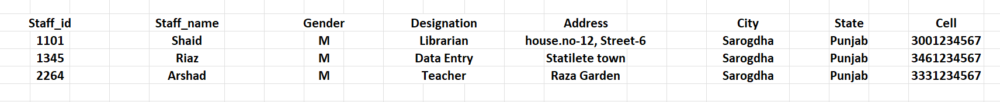 Staff_id Staff_name Gender Designation Address City State Cell
1101 Shaid M Librarian house.no-12, Street-6 Sarogdha Punjab 3001234567
1345 Riaz M Data Entry Statilete town Sarogdha Punjab 3461234567
2264 Arshad M Teacher Raza Garden Sarogdha Punjab 3331234567